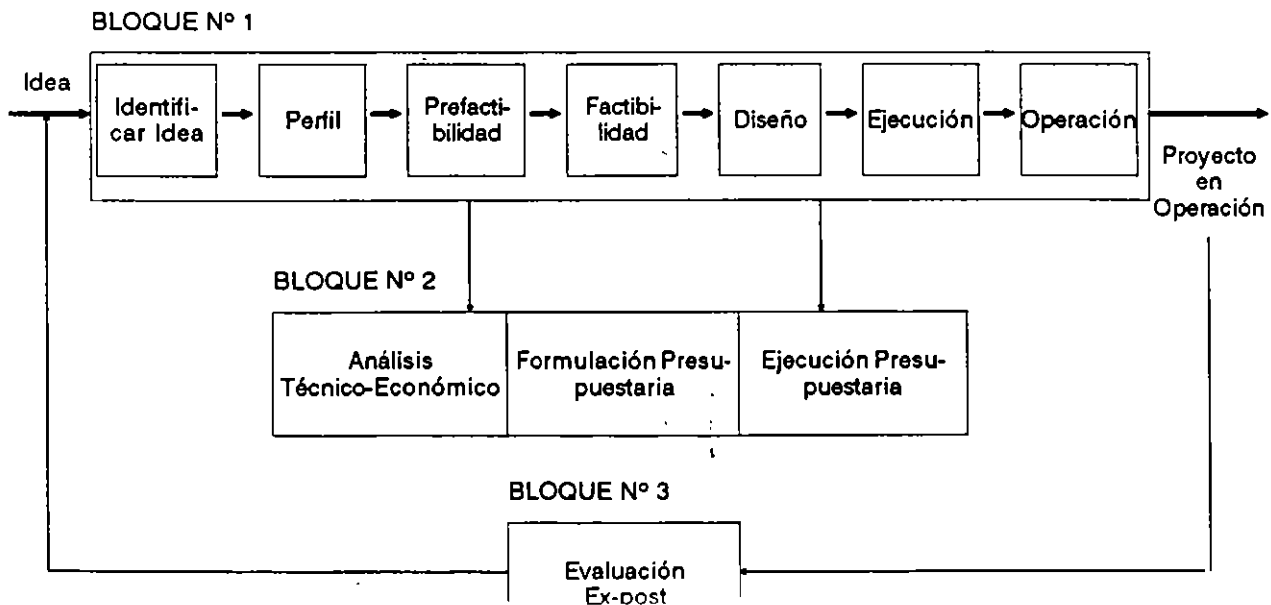 BLOQUE Nº 1
Idea
Identifi-
car Idea
Perfil
Prefacti-
bilidad
Factibi-
lidad
Diseño
Ejecución
Operación
Proyecto
en
Operación
BLOQUE Nº 2
Análisis
Técnico-Económico
Formulación Presu-
puestaria
Ejecución Presu-
puestaria
BLOQUE Nº 3
Evaluación
Ex-post